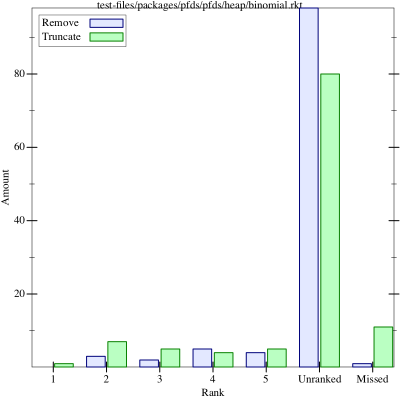 test-files/packages/pfds/pfds/heap/binomial.rkt
Remove
Truncate
80
60
40
20
Amount
1 2 3 4 5 Unranked Missed
Rank